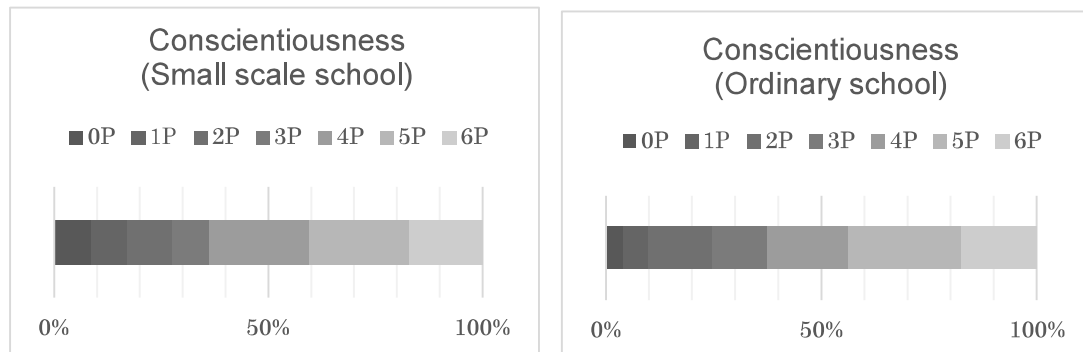 Conscientiousness
(Small scale school)
0P 1P 2P 3P 4P 5P 6P
0% 50% 100%
Conscientiousness
(Ordinary school)
0P 1P 2P 3P 4P 5P 6P
0% 50% 100%